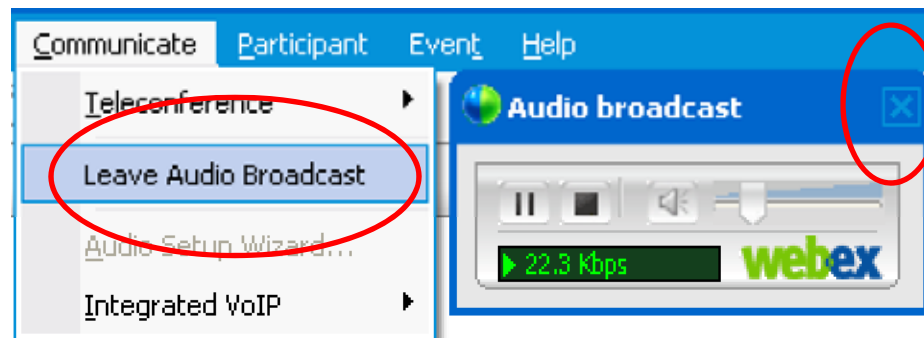 Communicate Participant Event Help
Teleconference
Audio broadcast
Leave Audio Broadcast
Audio Setup Wizard...
22.3 Kbps
webex
Integrated VoIP